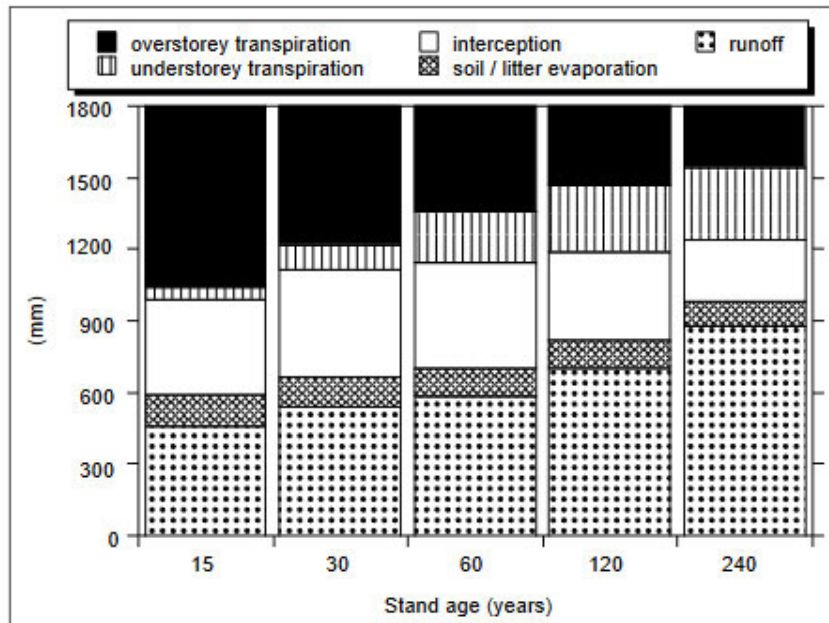 overstorey transpiration interception runoff
understorey transpiration soil / litter evaporation
1800
1500
1200
900
600
300
0
(mm)
15 30 60 120 240
Stand age (years)